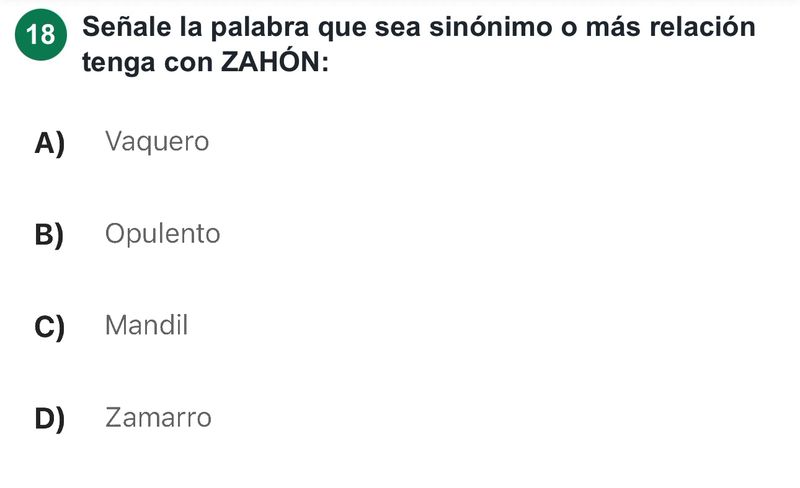 18 Señale la palabra que sea sinónimo o más relación
tenga con ZAHÓN:
A) Vaquero
B) Opulento
C) Mandil
D) Zamarro